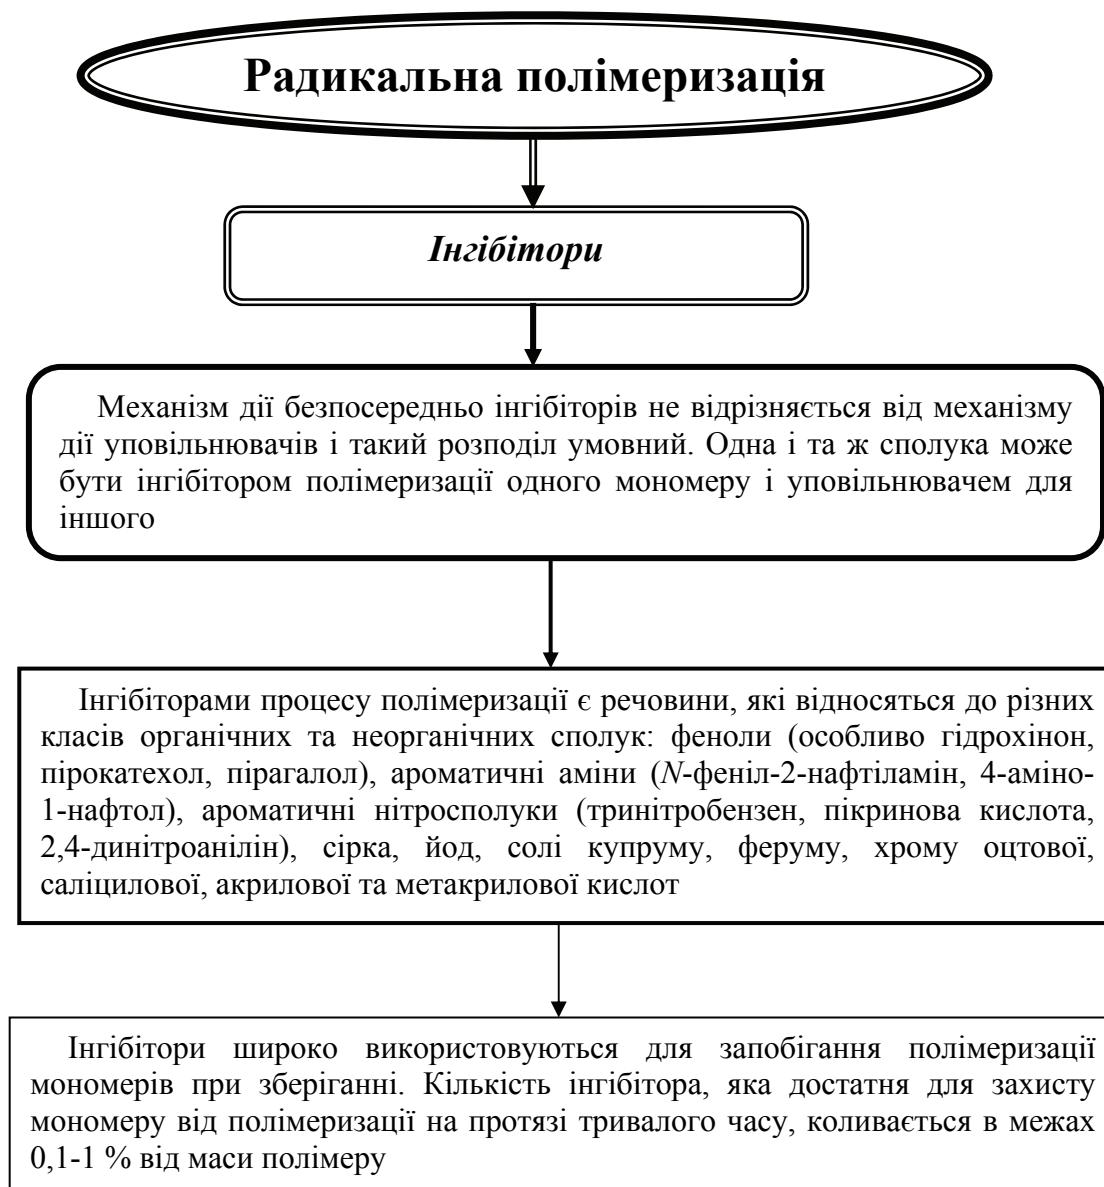 Радикальна полімеризація
Інгібітори
Механізм дії безпосередньо інгібіторів не відрізняється від механізму
дії уповільнювачів і такий розподіл умовний. Одна і та ж сполука може
бути інгібітором полімеризації одного мономеру і уповільнювачем для
іншого
Інгібіторами процесу полімеризації є речовини, які відносяться до різних
класів органічних та неорганічних сполук: феноли (особливо гідрохінон,
пірокатехол, пірагалол), ароматичні аміни (N-феніл-2-нафтіламін, 4-аміно-
1-нафтол), ароматичні нітросполуки (тринітробензен, пікринова кислота,
2,4-динітроанілін), сірка, йод, солі купруму, феруму, хрому оцтової,
саліцилової, акрилової та метакрилової кислот
Інгібітори широко використовуються для запобігання полімеризації
мономерів при зберіганні. Кількість інгібітора, яка достатня для захисту
мономеру від полімеризації на протязі тривалого часу, коливається в межах
0,1-1 % від маси полімеру